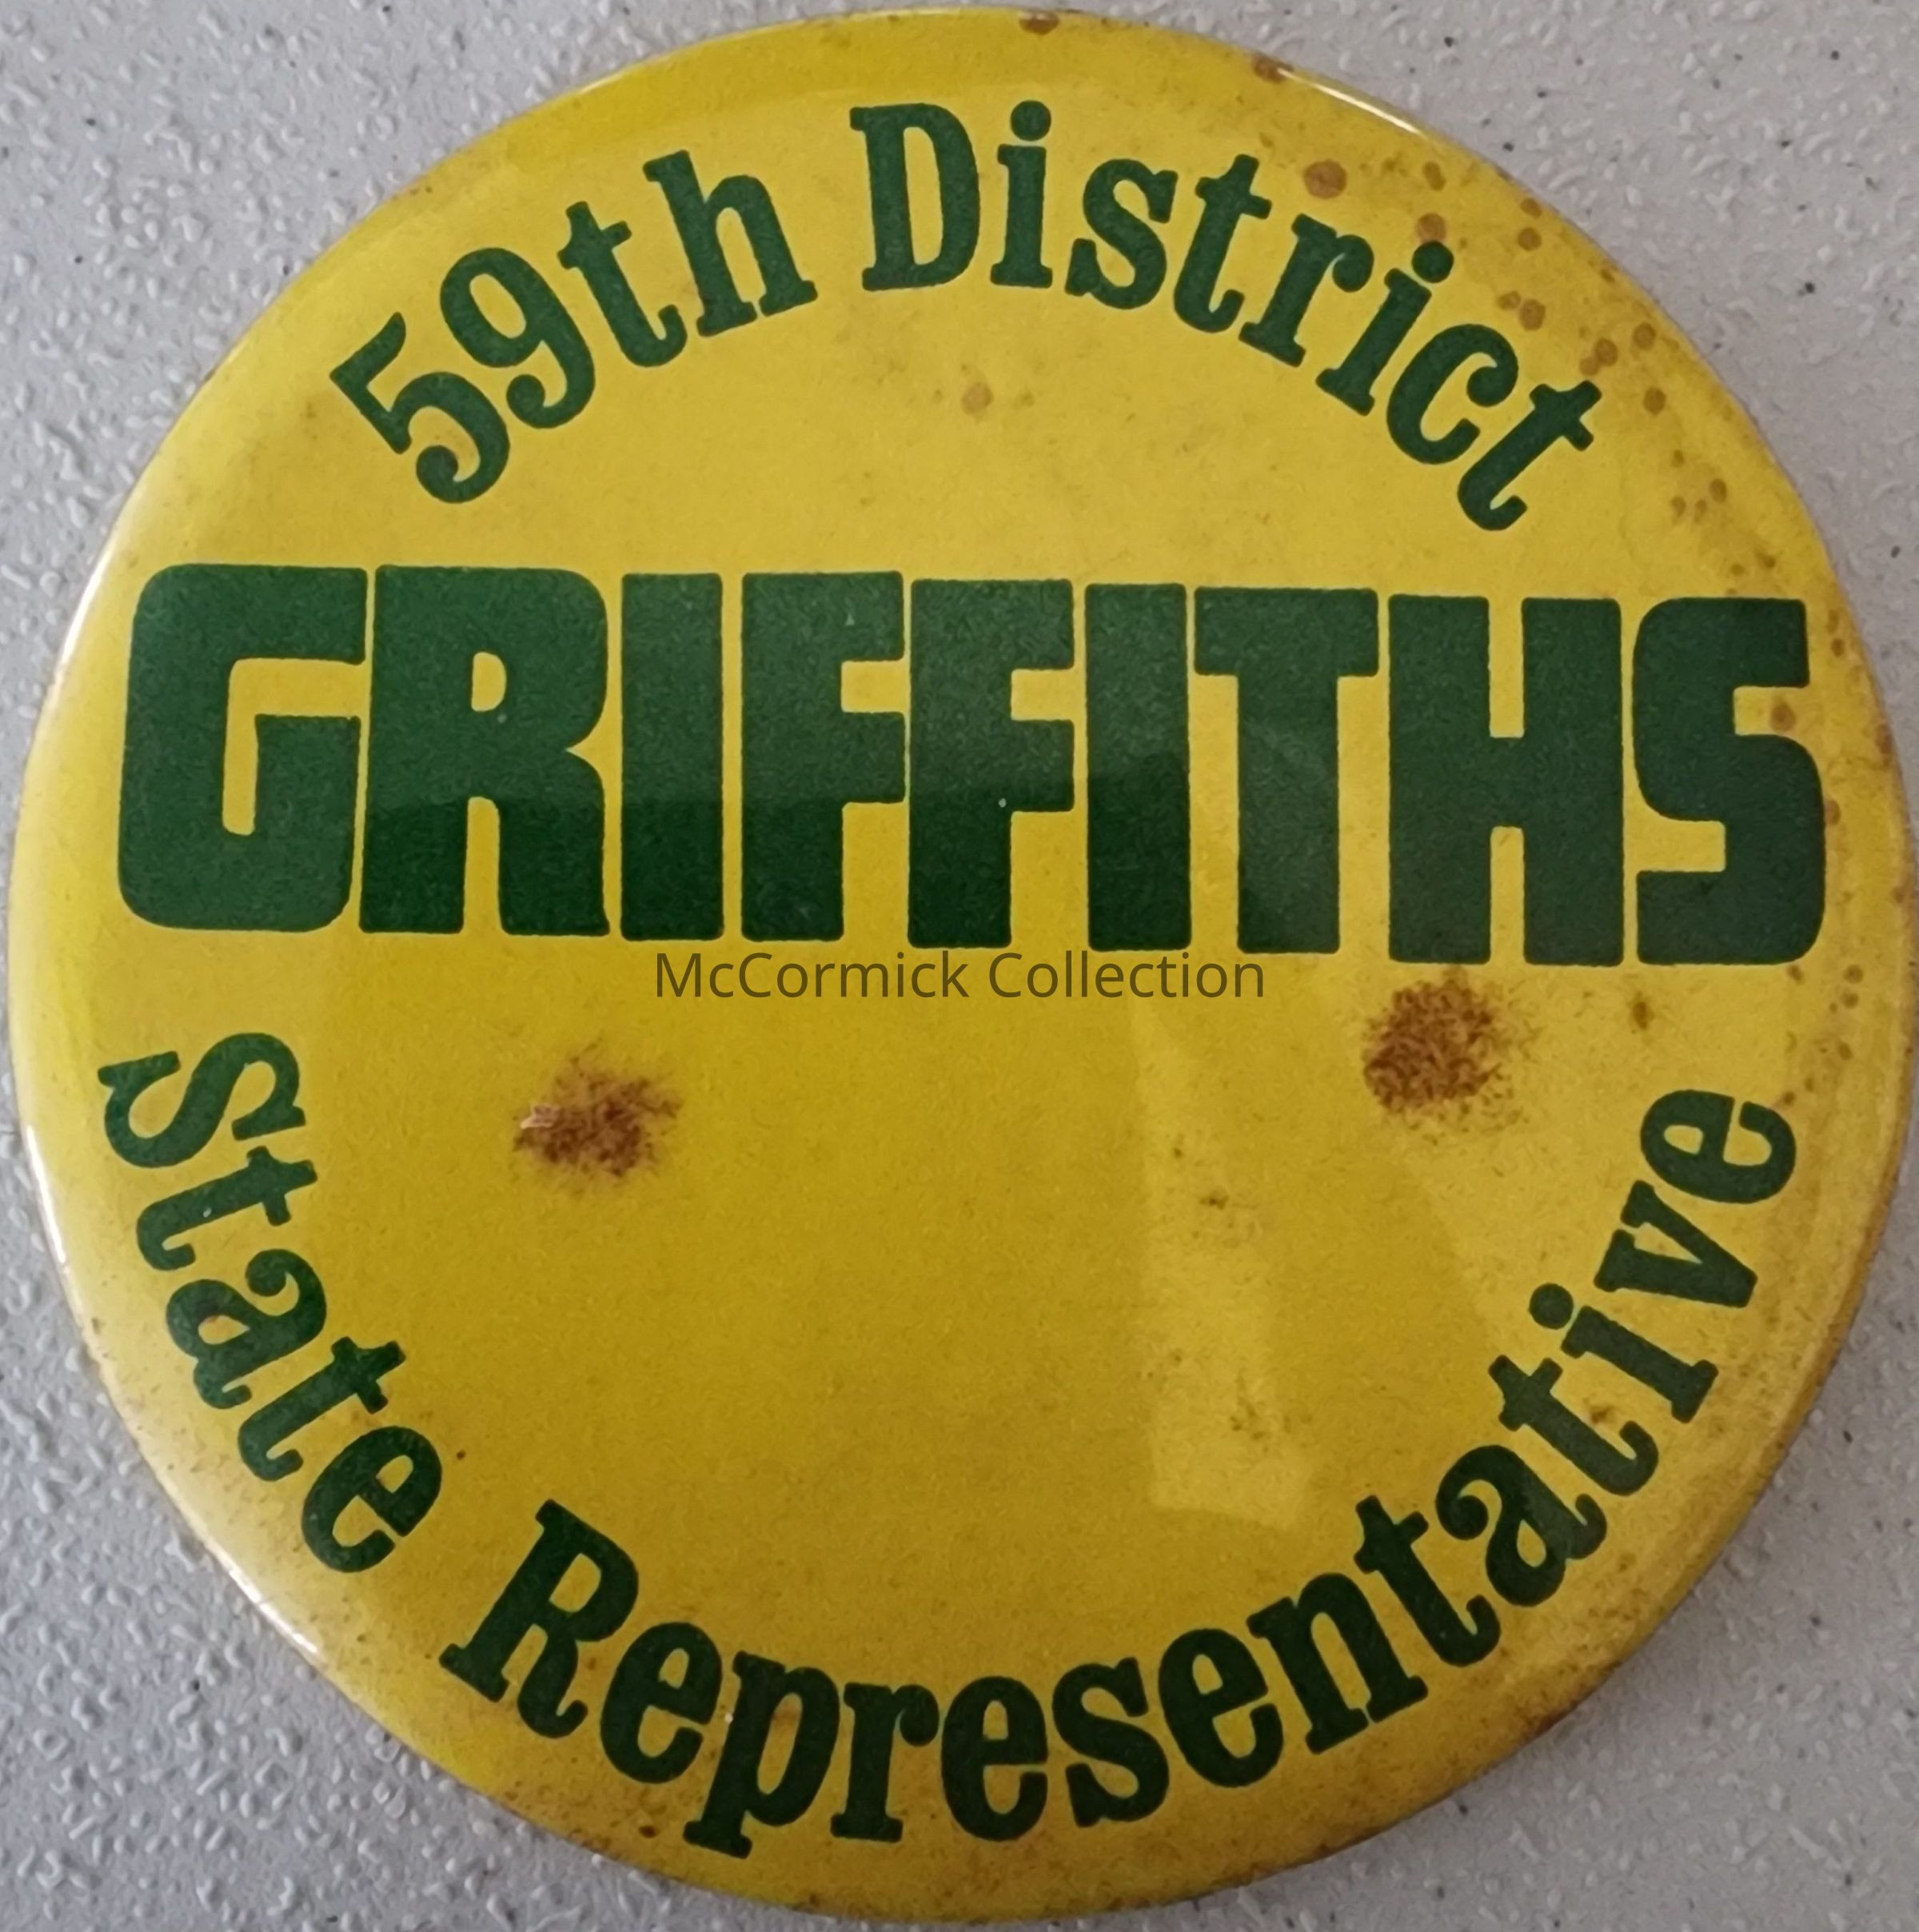 59th District
GRIFFITHS
McCormick Collection
State Representative